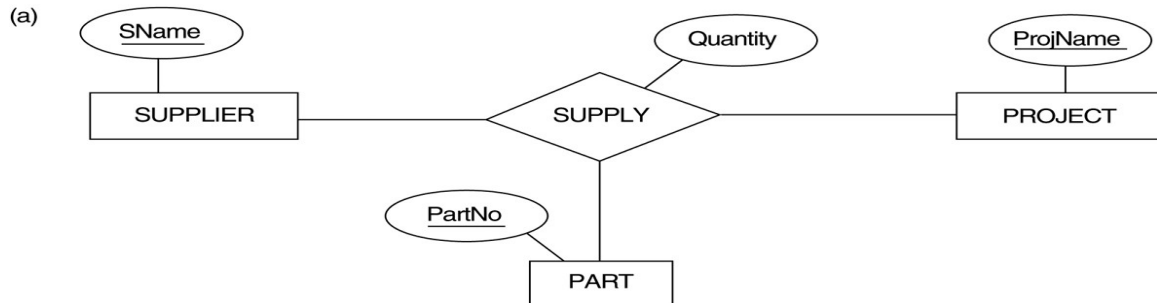 (a)
SName
Quantity
ProjName
SUPPLIER
SUPPLY
PROJECT
PartNo
PART